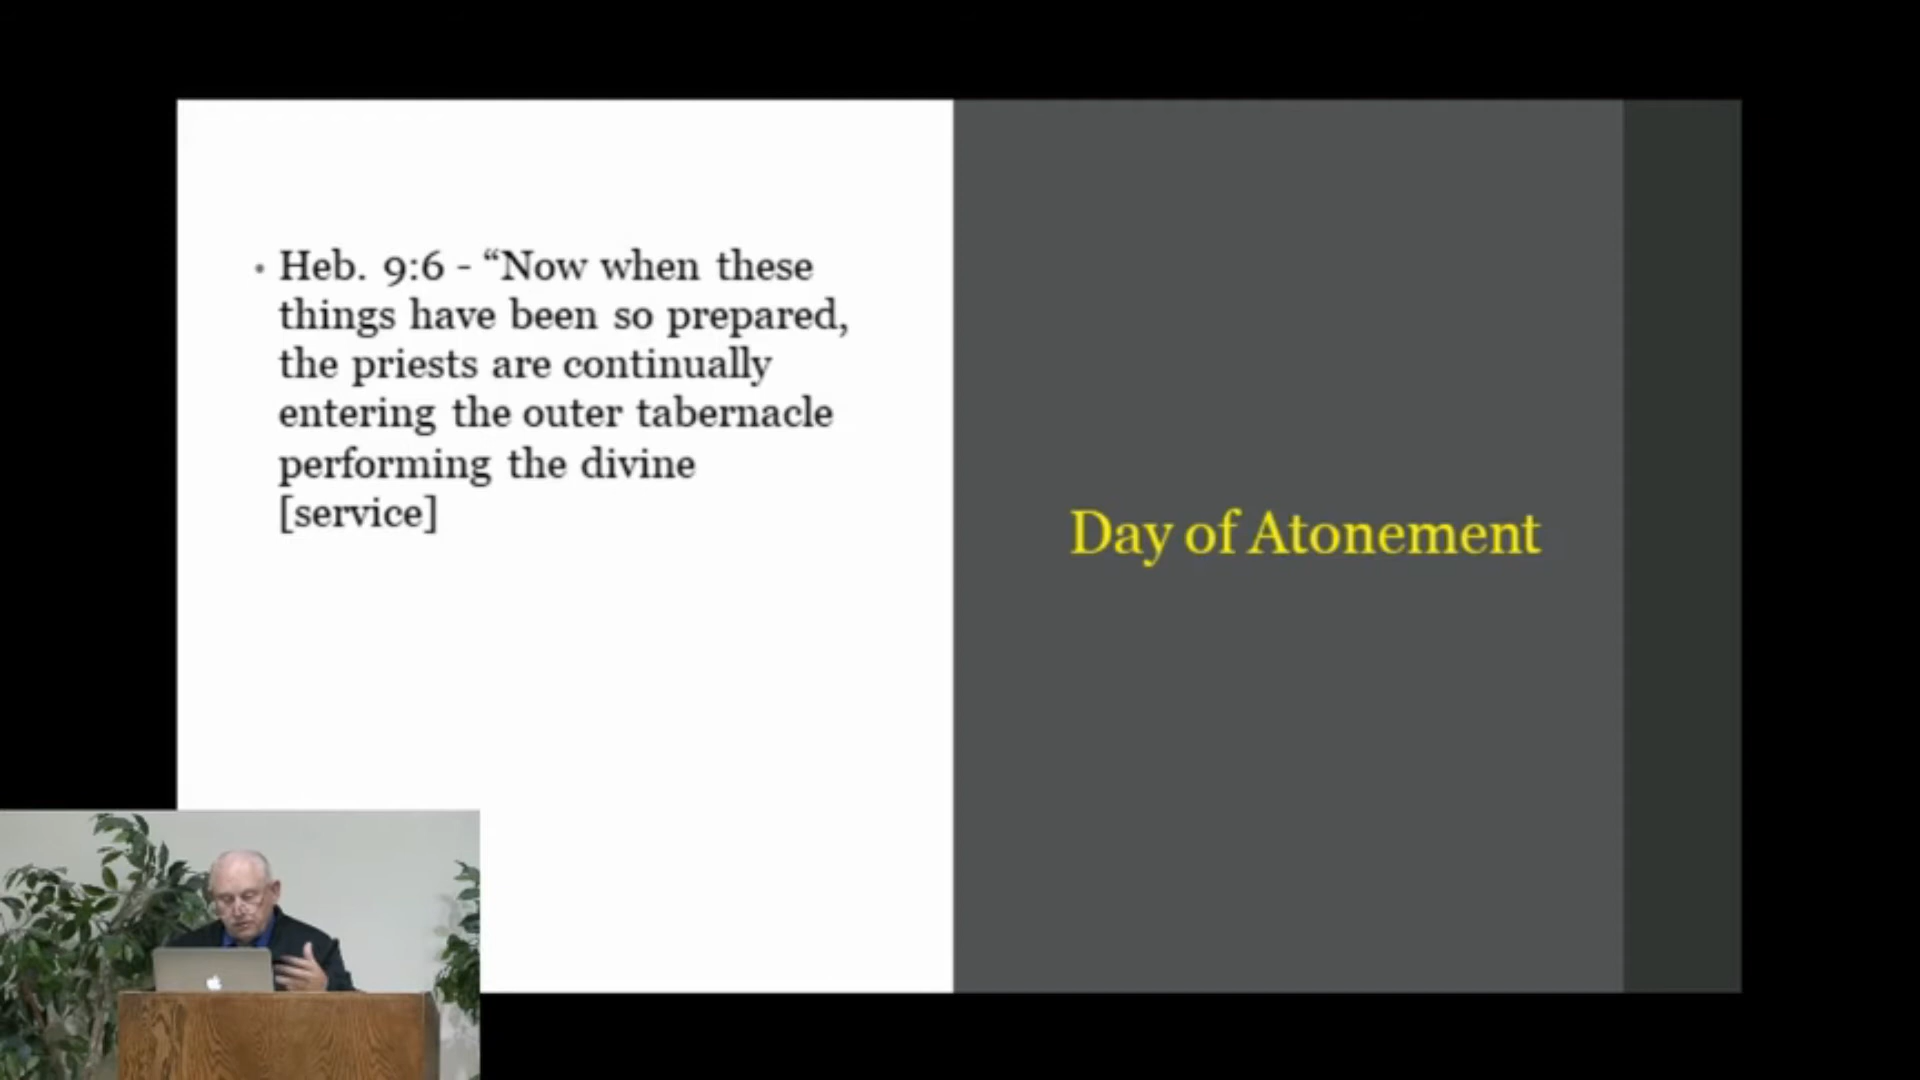 • Heb. 9:6 - “Now when these
things have been so prepared,
the priests are continually
entering the outer tabernacle
performing the divine
[service]
Day of Atonement